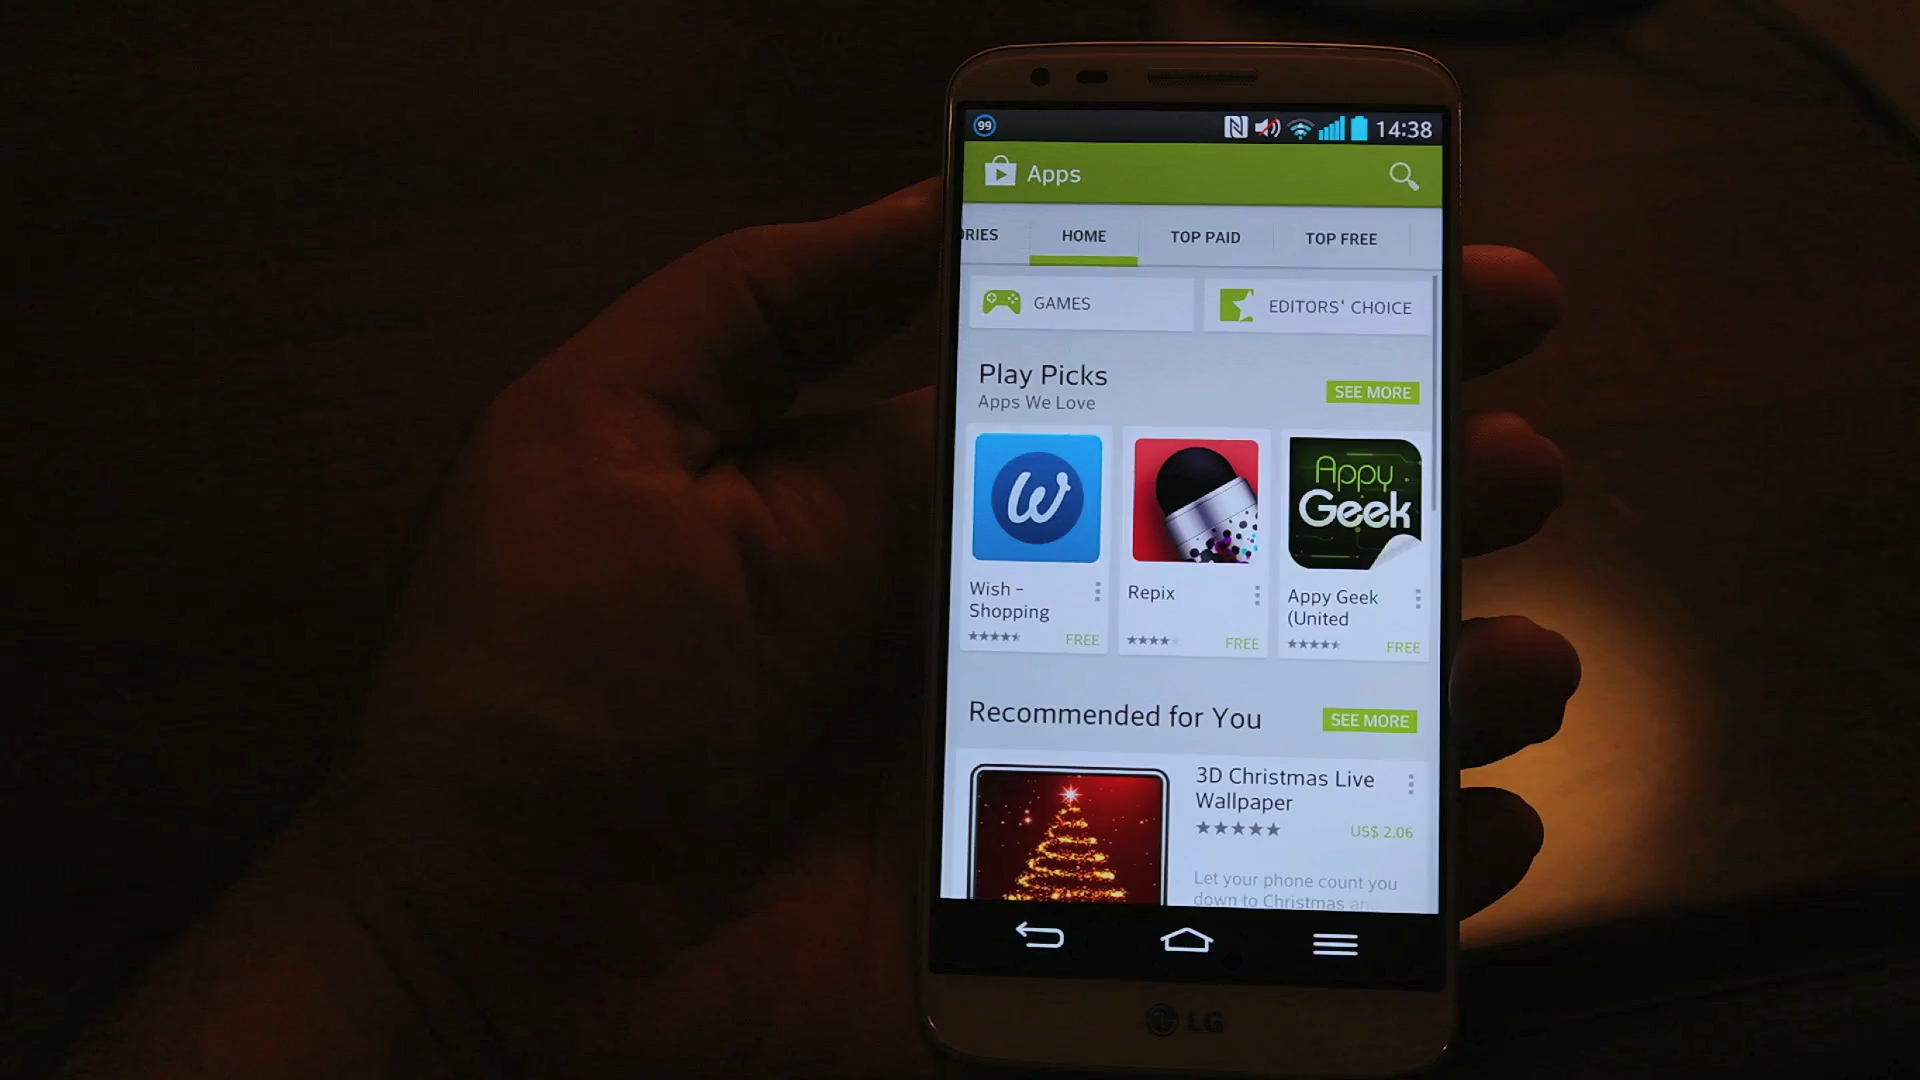 99 14:38
Apps
ORIES HOME TOP PAID TOP FREE
GAMES EDITORS' CHOICE
Play Picks
Apps We Love
SEE MORE
W
Appy
Geek
Wish -
Shopping
FREE
Repix
FREE
Appy Geek
(United
FREE
Recommended for You
SEE MORE
3D Christmas Live
Wallpaper
US$ 2.06
Let your phone count you
down to Christmas and
LG